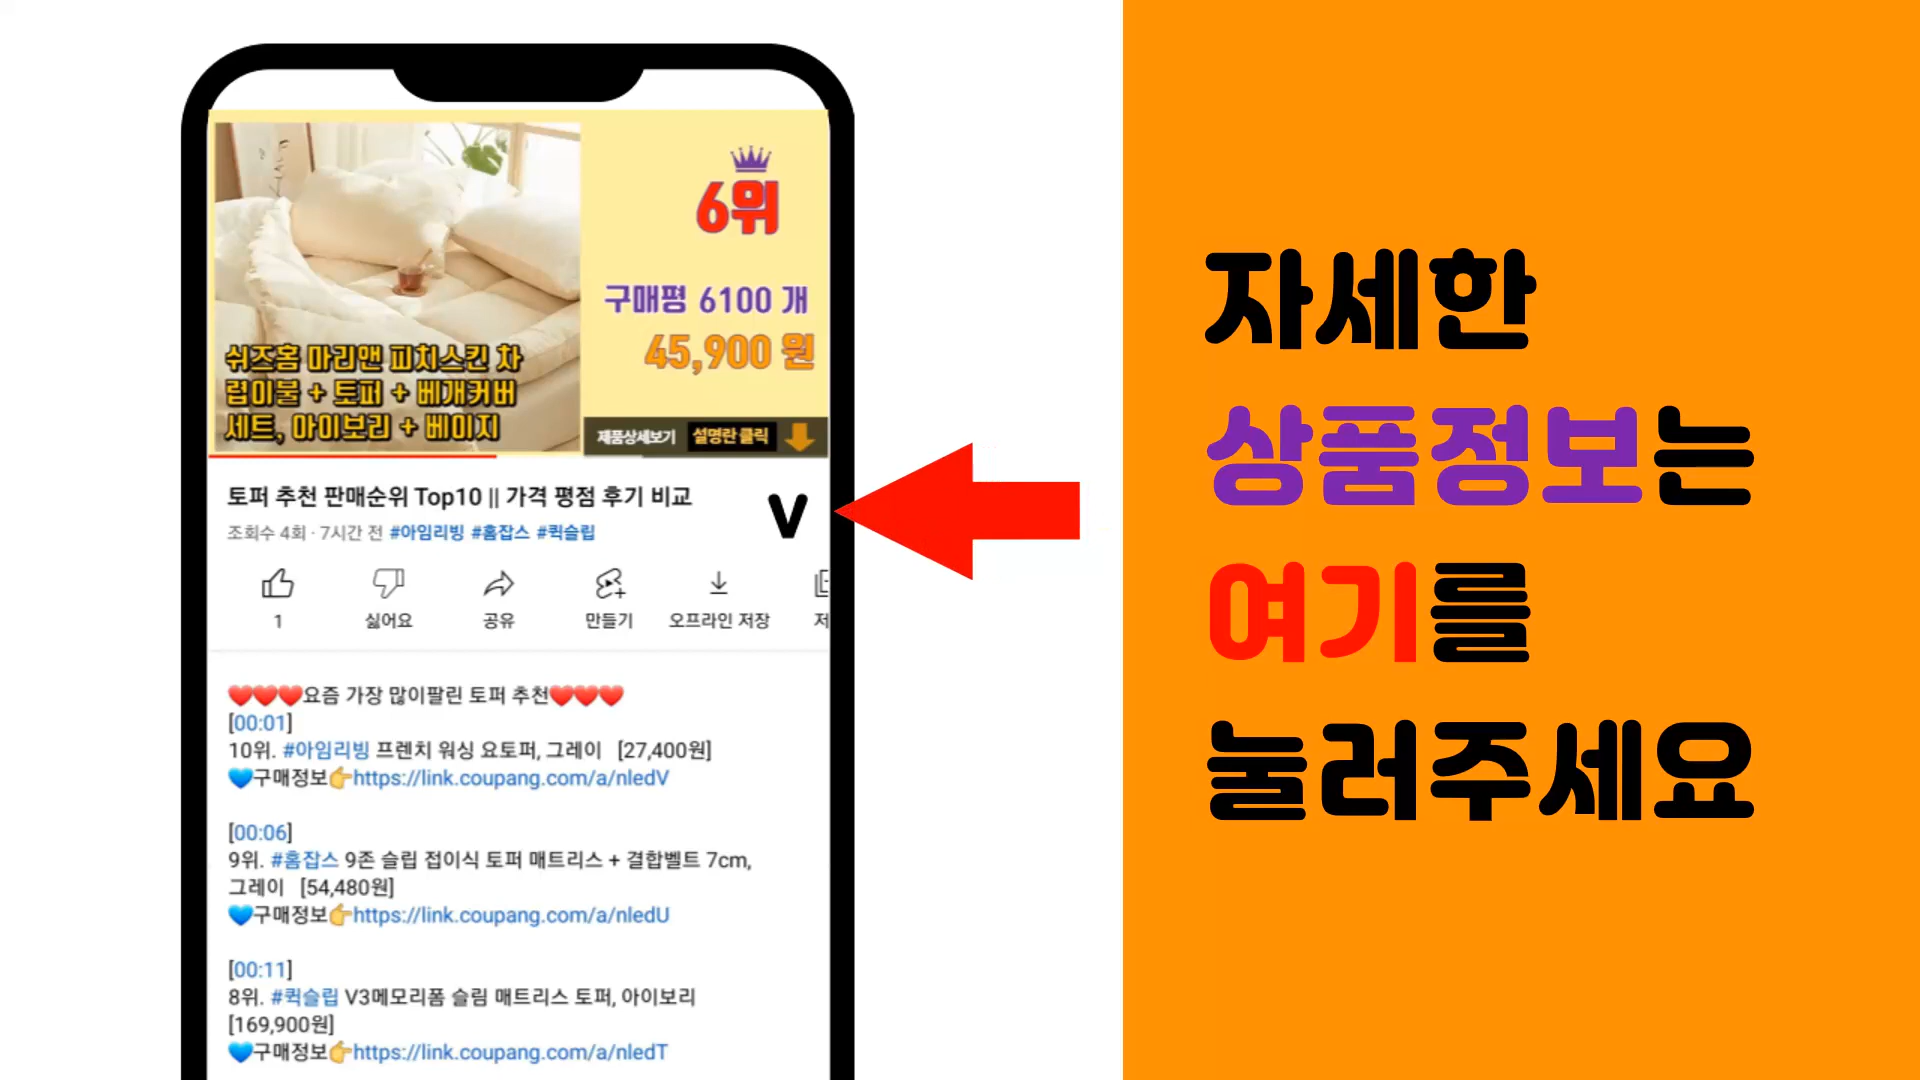 6위
구매평 6100 개
45,900 원
쉬즈홈 마리앤 피치스킨 차
렵이불 + 토퍼 + 베개커버
세트, 아이보리 + 베이지
제품상세보기 설명란 클릭
토퍼 추천 판매순위 Top10 || 가격 평점 후기 비교
조회수 4회 · 7시간 전 #아임리빙 #홈잡스 #퀵슬립
V
1 싫어요 공유 만들기 오프라인 저장 저
❤❤❤요즘 가장 많이팔린 토퍼 추천❤❤❤
[00:01]
10위. #아임리빙 프렌치 워싱 요토퍼, 그레이 [27,400원]
💙구매정보👉https://link.coupang.com/a/nledV
[00:06]
9위. #홈잡스 9존 슬립 접이식 토퍼 매트리스 + 결합벨트 7cm,
그레이 [54,480원]
💙구매정보👉https://link.coupang.com/a/nledU
[00:11]
8위. #퀵슬립 V3메모리폼 슬림 매트리스 토퍼, 아이보리
[169,900원]
💙구매정보👉https://link.coupang.com/a/nledT
자세한
상품정보는
여기를
눌러주세요